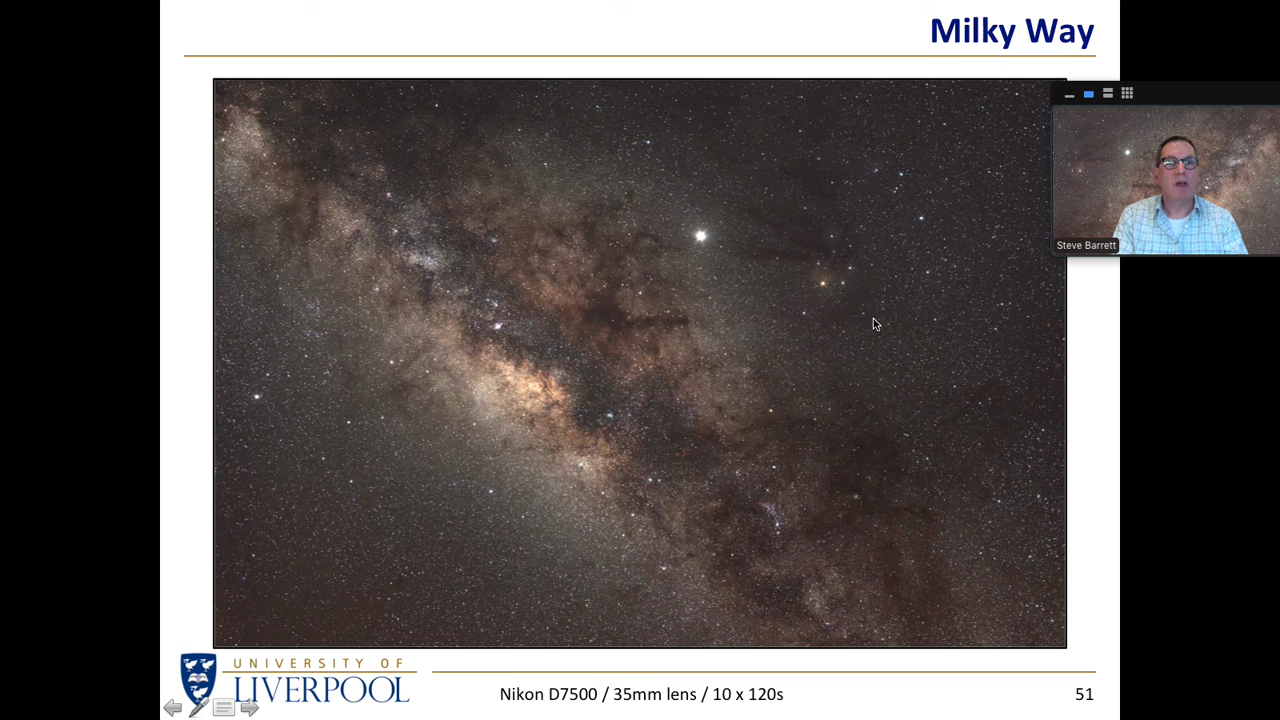 Milky Way
Steve Barrett
UNIVERSITY OF
LIVERPOOL
Nikon D7500 / 35mm lens / 10 x 120s
51